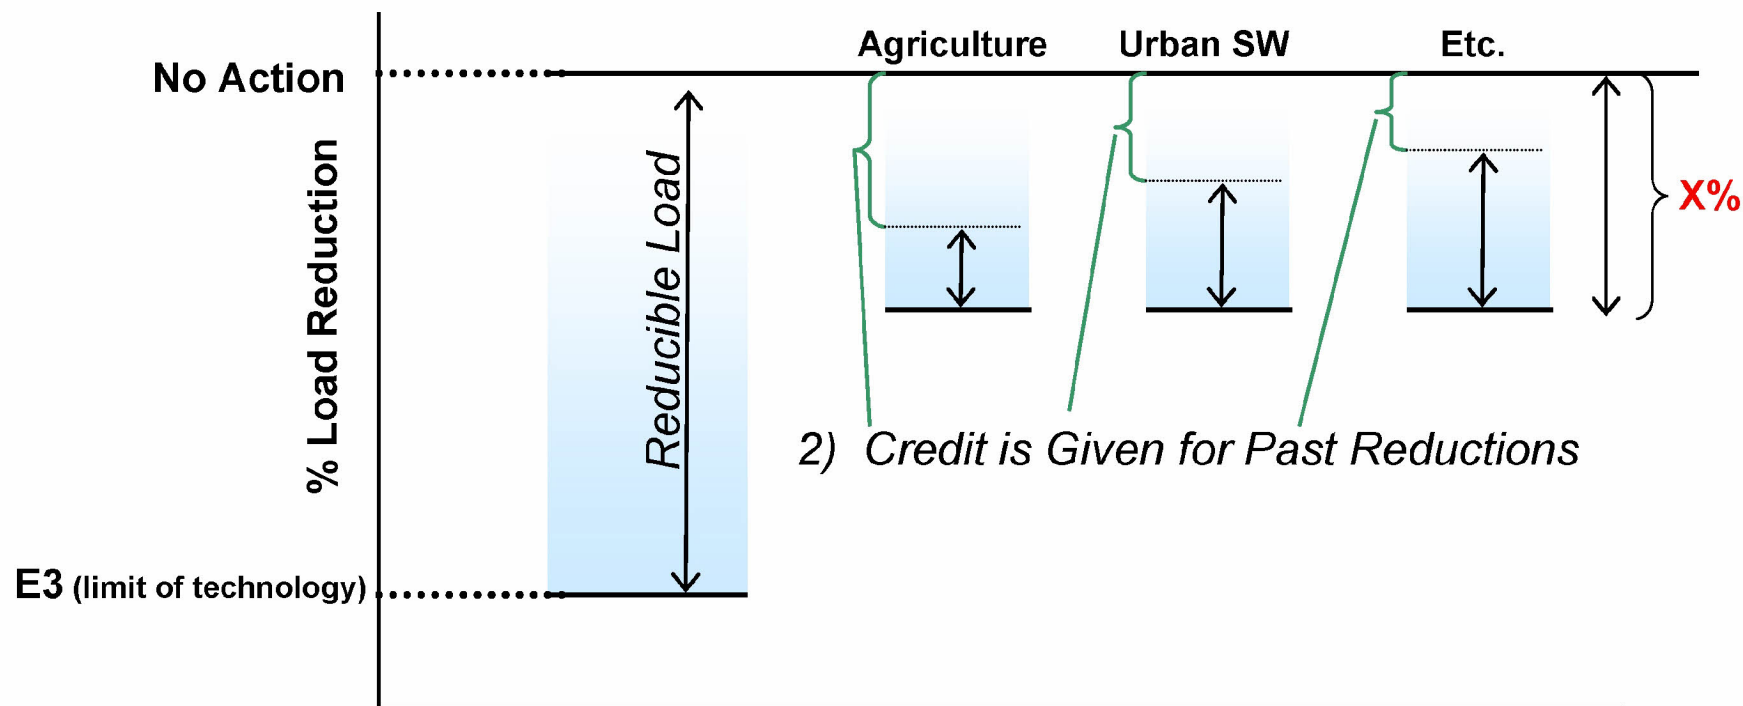 Agriculture
Urban SW
Etc.
No Action
% Load Reduction
Reducible Load
X%
2) Credit is Given for Past Reductions
E3 (limit of technology)